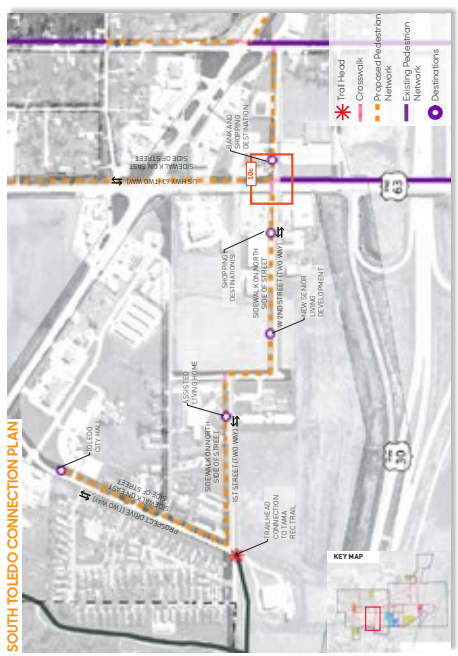 SOUTH TOLEDO CONNECTION PLAN
TOLEDO
CITY HALL
PROSPECT DRIVE (TWO WAY)
SIDEWALK ON EAST
SIDE OF STREET
ASSISTED
LIVING HOME
SIDEWALK ON NORTH
SIDE OF STREET
1ST STREET (TWO WAY)
TRAILHEAD
CONNECTION
TO TAMA
REC TRAIL
SHOPPING
DESTINATION(S)
SIDEWALK ON NORTH
SIDE OF STREET
W 2ND STREET (TWO WAY)
NEW SENIOR
LIVING
DEVELOPMENT
US HWY 63 (TWO WAY)
SIDEWALK ON EAST
SIDE OF STREET
BANK AND
SHOPPING
DESTINATION
10c
63
30
KEY MAP
Trail Head
Crosswalk
Proposed Pedestrian
Network
Existing Pedestrian
Network
Destinations